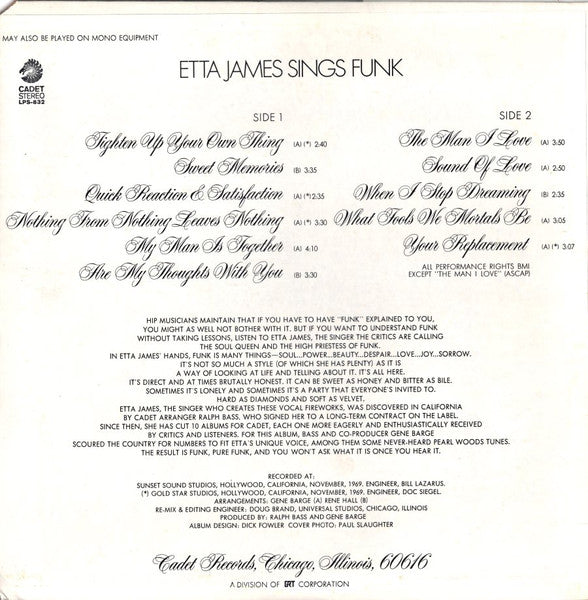 MAY ALSO BE PLAYED ON MONO EQUIPMENT
CADET
STEREO
LPS-832
ETTA JAMES SINGS FUNK
SIDE 1
Tighten Up Your Own Thing (A) (*) 2:40
Sweet Memories (B) 3:35
Quick Reaction & Satisfaction (A) (*)2:35
Nothing From Nothing Leaves Nothing (A) (*) 3:30
My Man Is Together (A) 4:10
Are My Thoughts With You (B) 3:30
SIDE 2
The Man I Love (A) 3:50
Sound Of Love (A) 2:50
When I Stop Dreaming (B) 2:35
What Fools We Mortals Be (A) 3:05
Your Replacement (A) (*) 3:07
ALL PERFORMANCE RIGHTS BMI
EXCEPT "THE MAN I LOVE" (ASCAP)
HIP MUSICIANS MAINTAIN THAT IF YOU HAVE TO HAVE "FUNK" EXPLAINED TO YOU,
YOU MIGHT AS WELL NOT BOTHER WITH IT. BUT IF YOU WANT TO UNDERSTAND FUNK
WITHOUT TAKING LESSONS, LISTEN TO ETTA JAMES, THE SINGER THE CRITICS ARE CALLING
THE SOUL QUEEN AND THE HIGH PRIESTESS OF FUNK.
IN ETTA JAMES' HANDS, FUNK IS MANY THINGS—SOUL...POWER...BEAUTY...DESPAIR...LOVE...JOY...SORROW.
IT'S NOT SO MUCH A STYLE (OF WHICH SHE HAS PLENTY) AS IT IS
A WAY OF LOOKING AT LIFE AND TELLING ABOUT IT. IT'S ALL HERE.
IT'S DIRECT AND AT TIMES BRUTALLY HONEST. IT CAN BE SWEET AS HONEY AND BITTER AS BILE.
SOMETIMES IT'S LONELY AND SOMETIMES IT'S A PARTY THAT EVERYONE'S INVITED TO.
HARD AS DIAMONDS AND SOFT AS VELVET.
ETTA JAMES, THE SINGER WHO CREATES THESE VOCAL FIREWORKS, WAS DISCOVERED IN CALIFORNIA
BY CADET ARRANGER RALPH BASS, WHO SIGNED HER TO A LONG-TERM CONTRACT ON THE LABEL.
SINCE THEN, SHE HAS CUT 10 ALBUMS FOR CADET, EACH ONE MORE EAGERLY AND ENTHUSIASTICALLY RECEIVED
BY CRITICS AND LISTENERS. FOR THIS ALBUM, BASS AND CO-PRODUCER GENE BARGE
SCOURED THE COUNTRY FOR NUMBERS TO FIT ETTA'S UNIQUE VOICE, AMONG THEM SOME NEVER-HEARD PEARL WOODS TUNES.
THE RESULT IS FUNK, PURE FUNK, AND YOU WON'T ASK WHAT IT IS ONCE YOU HEAR IT.
RECORDED AT:
SUNSET SOUND STUDIOS, HOLLYWOOD, CALIFORNIA, NOVEMBER, 1969. ENGINEER, BILL LAZARUS.
(*) GOLD STAR STUDIOS, HOLLYWOOD, CALIFORNIA, NOVEMBER, 1969. ENGINEER, DOC SIEGEL.
ARRANGEMENTS: GENE BARGE (A) RENE HALL (B)
RE-MIX & EDITING ENGINEER: DOUG BRAND, UNIVERSAL STUDIOS, CHICAGO, ILLINOIS
PRODUCED BY: RALPH BASS AND GENE BARGE
ALBUM DESIGN: DICK FOWLER COVER PHOTO: PAUL SLAUGHTER
Cadet Records, Chicago, Illinois, 60616
A DIVISION OF GRT CORPORATION